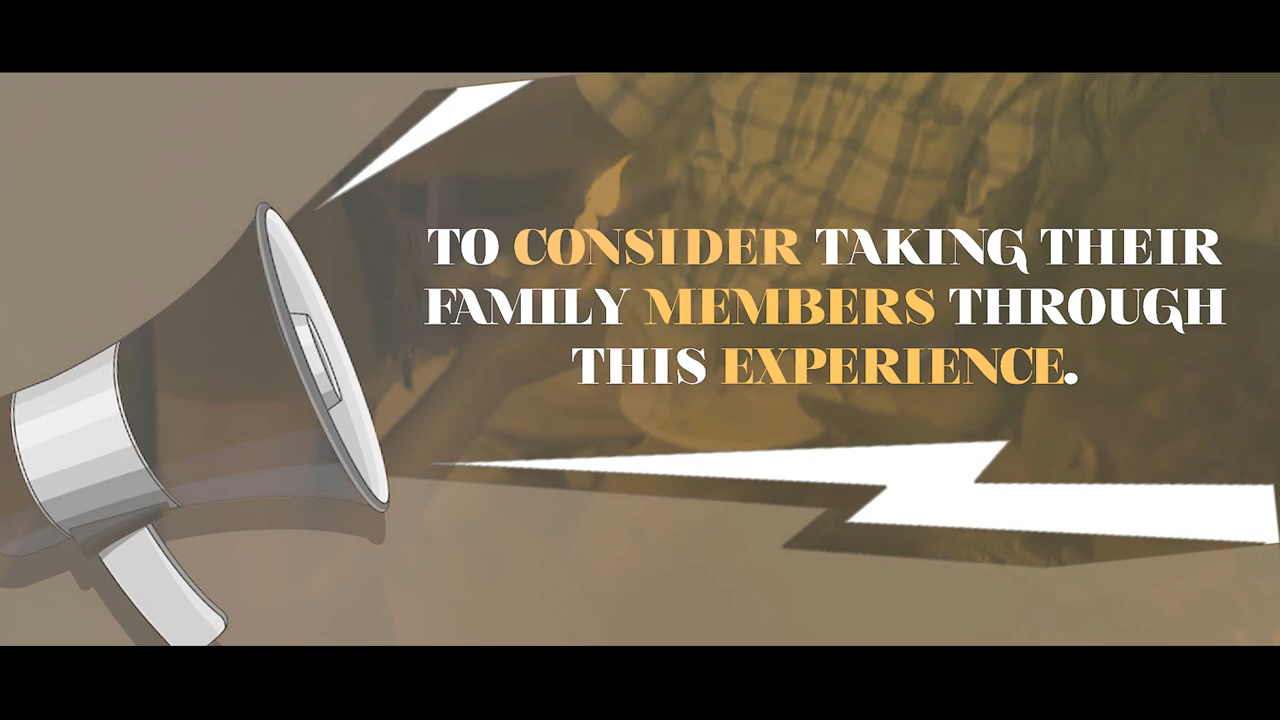 TO CONSIDER TAKING THEIR
FAMILY MEMBERS THROUGH
THIS EXPERIENCE.